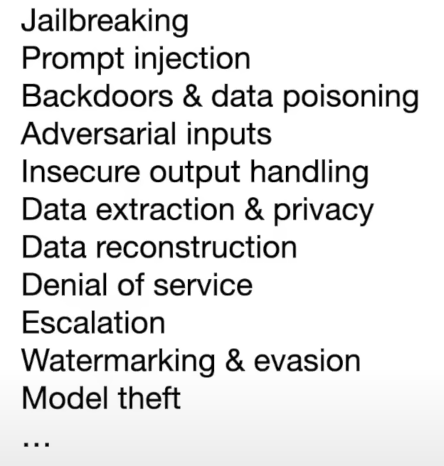 Jailbreaking
Prompt injection
Backdoors & data poisoning
Adversarial inputs
Insecure output handling
Data extraction & privacy
Data reconstruction
Denial of service
Escalation
Watermarking & evasion
Model theft
...